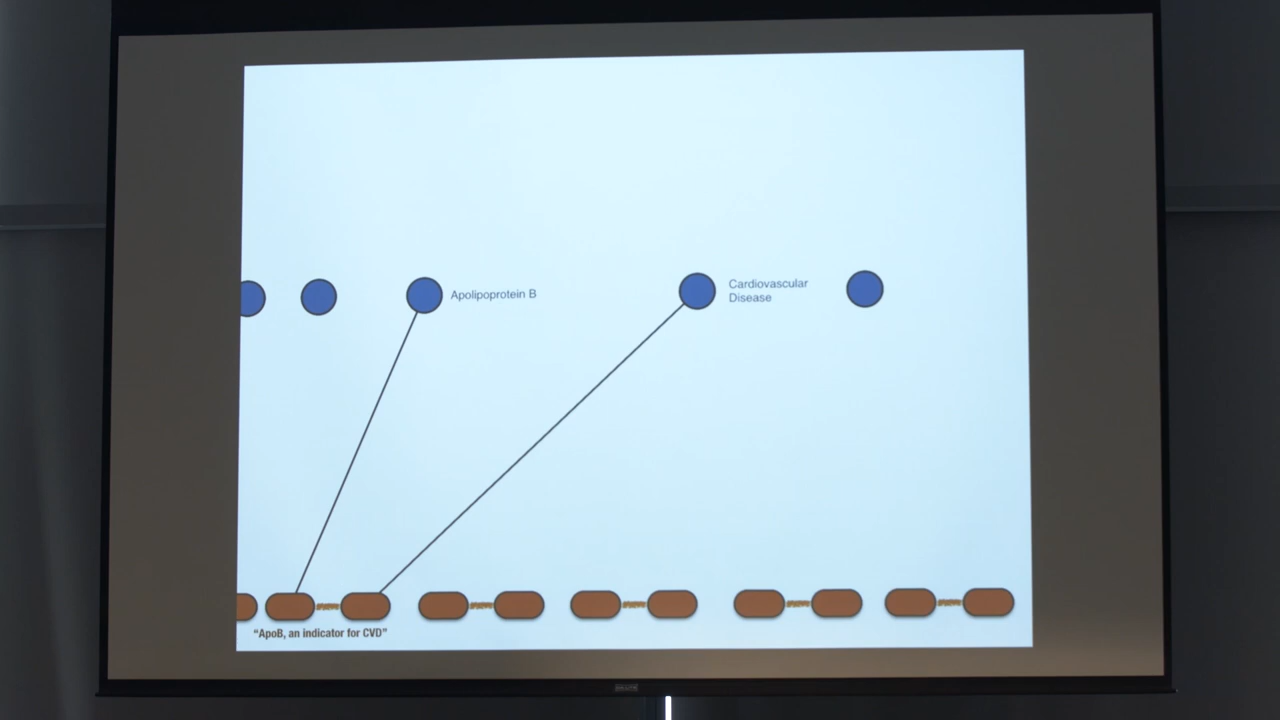 Apolipoprotein B
Cardiovascular
Disease
“ApoB, an indicator for CVD”